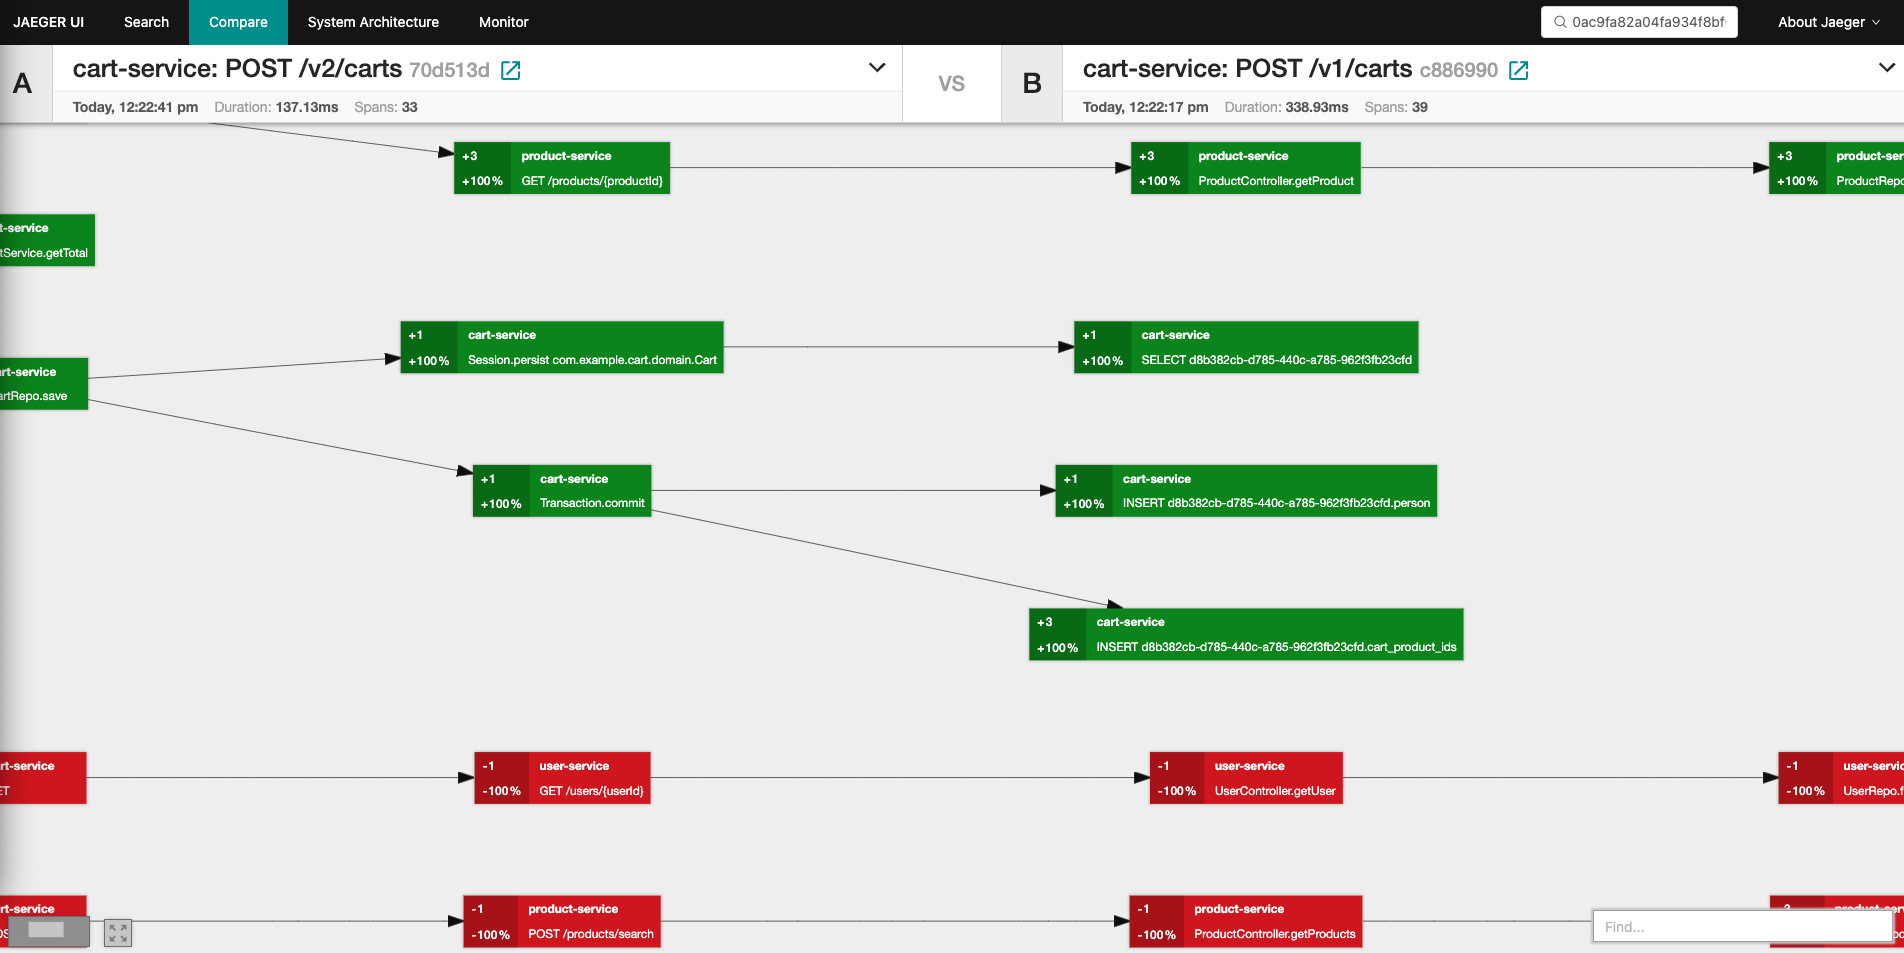 JAEGER UI Search Compare System Architecture Monitor 0ac9fa82a04fa934f8bf About Jaeger
A cart-service: POST /v2/carts 70d513d VS B cart-service: POST /v1/carts c886990
Today, 12:22:41 pm Duration: 137.13ms Spans: 33 Today, 12:22:17 pm Duration: 338.93ms Spans: 39
+3 product-service +3 product-service +3 product-ser
+100% GET /products/{productId} +100% ProductController.getProduct +100% ProductRepo
t-service
tService.getTotal
+1 cart-service +1 cart-service
+100% Session.persist com.example.cart.domain.Cart +100% SELECT d8b382cb-d785-440c-a785-962f3fb23cfd
rt-service
artRepo.save
+1 cart-service +1 cart-service
+100% Transaction.commit +100% INSERT d8b382cb-d785-440c-a785-962f3fb23cfd.person
+3 cart-service
+100% INSERT d8b382cb-d785-440c-a785-962f3fb23cfd.cart_product_ids
rt-service -1 user-service -1 user-service -1 user-servic
ET -100% GET /users/{userId} -100% UserController.getUser -100% UserRepo.f
rt-service -1 product-service -1 product-service
-100% POST /products/search -100% ProductController.getProducts
Find...